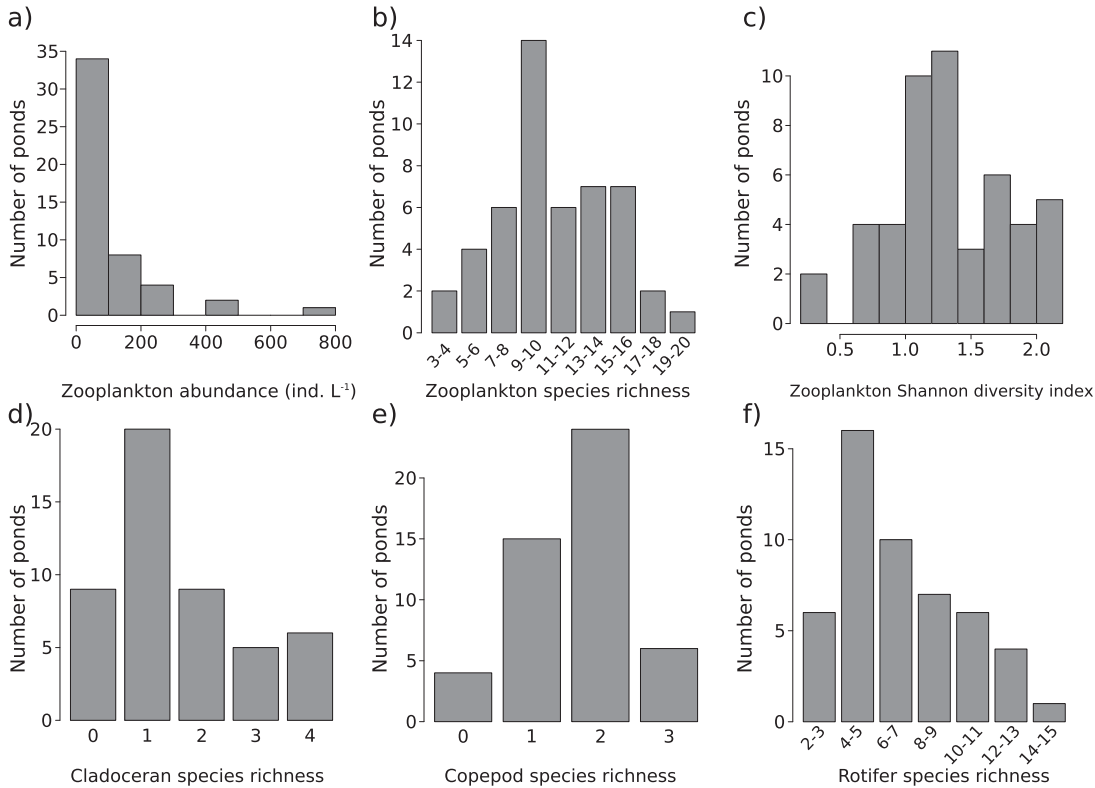 a)
Number of ponds
35
30
25
20
15
10
5
0
0 200 400 600 800
Zooplankton abundance (ind. L-1)
b)
Number of ponds
14
12
10
8
6
4
2
0
3-4 5-6 7-8 9-10 11-12 13-14 15-16 17-18 19-20
Zooplankton species richness
c)
Number of ponds
10
8
6
4
2
0
0.5 1.0 1.5 2.0
Zooplankton Shannon diversity index
d)
Number of ponds
20
15
10
5
0
0 1 2 3 4
Cladoceran species richness
e)
Number of ponds
20
15
10
5
0
0 1 2 3
Copepod species richness
f)
Number of ponds
15
10
5
0
2-3 4-5 6-7 8-9 10-11 12-13 14-15
Rotifer species richness